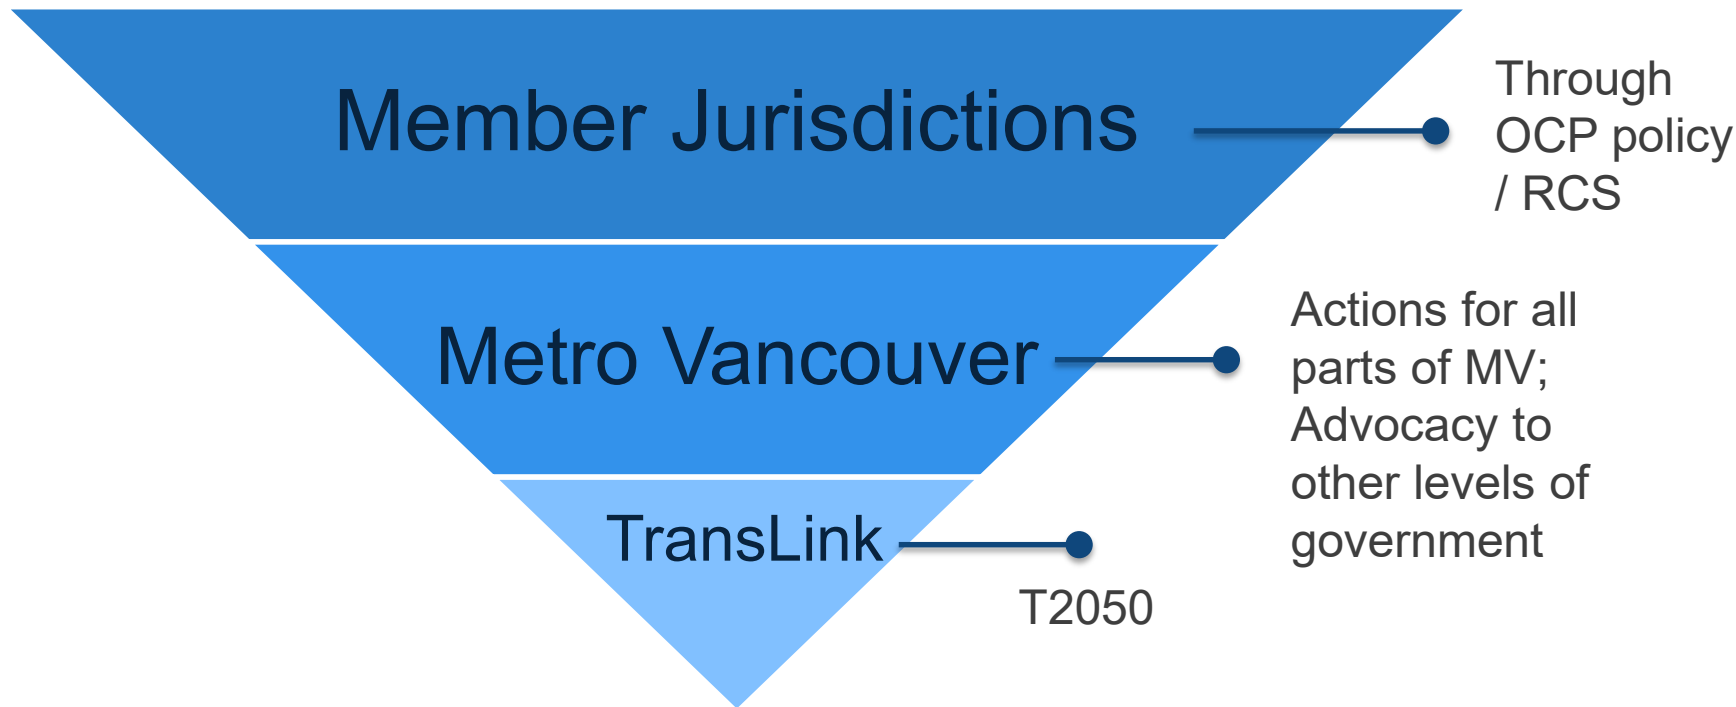 Member Jurisdictions
Through
OCP policy
/ RCS
Metro Vancouver
Actions for all
parts of MV;
Advocacy to
other levels of
government
TransLink
T2050